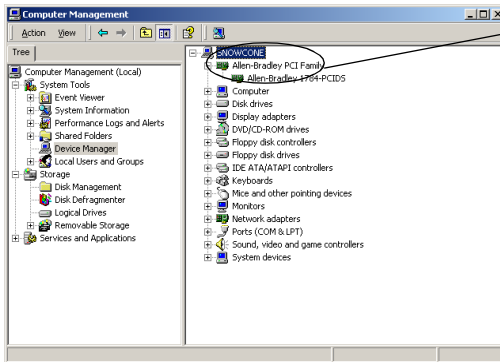 Computer Management
Action View
Tree
Computer Management (Local)
System Tools
Event Viewer
System Information
Performance Logs and Alerts
Shared Folders
Device Manager
Local Users and Groups
Storage
Disk Management
Disk Defragmenter
Logical Drives
Removable Storage
Services and Applications
SNOWCONE
Allen-Bradley PCI Family
Allen-Bradley 1784-PCIDS
Computer
Disk drives
Display adapters
DVD/CD-ROM drives
Floppy disk controllers
Floppy disk drives
IDE ATA/ATAPI controllers
Keyboards
Mice and other pointing devices
Monitors
Network adapters
Ports (COM & LPT)
Sound, video and game controllers
System devices